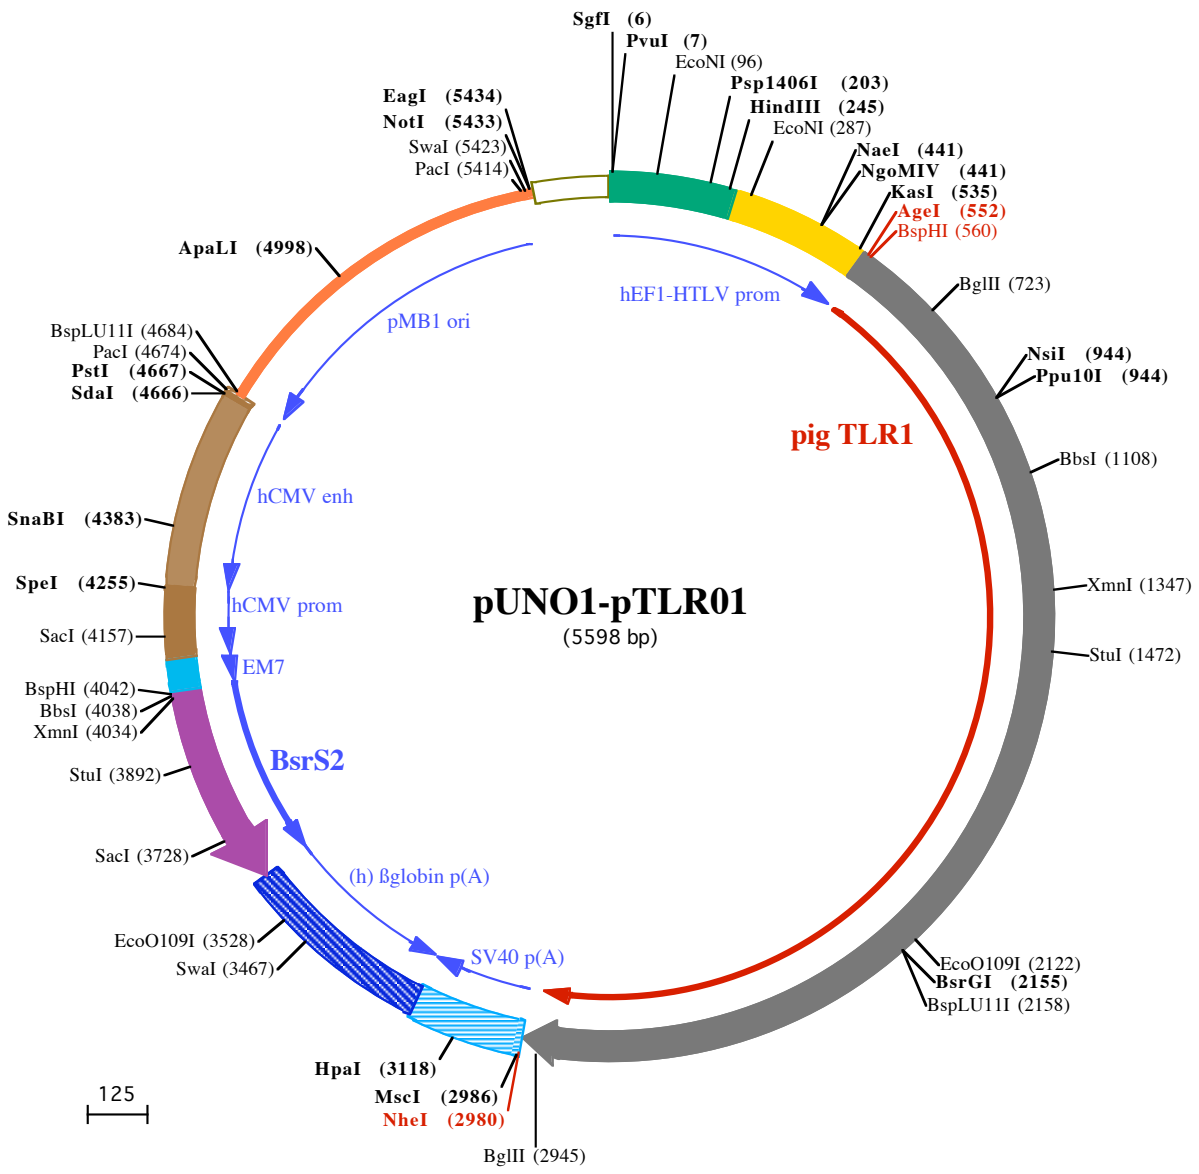 SgfI (6)
PvuI (7)
EcoNI (96)
Psp1406I (203)
HindIII (245)
EcoNI (287)
NaeI (441)
NgoMIV (441)
KasI (535)
AgeI (552)
BspHI (560)
BglII (723)
NsiI (944)
Ppu10I (944)
BbsI (1108)
XmnI (1347)
StuI (1472)
EcoO109I (2122)
BsrGI (2155)
BspLU11I (2158)
BglII (2945)
NheI (2980)
MscI (2986)
HpaI (3118)
SwaI (3467)
EcoO109I (3528)
SacI (3728)
StuI (3892)
XmnI (4034)
BbsI (4038)
BspHI (4042)
SacI (4157)
SpeI (4255)
SnaBI (4383)
SdaI (4666)
PstI (4667)
PacI (4674)
BspLU11I (4684)
ApaLI (4998)
PacI (5414)
SwaI (5423)
NotI (5433)
EagI (5434)
hEF1-HTLV prom
pig TLR1
SV40 p(A)
(h) ßglobin p(A)
BsrS2
EM7
hCMV prom
hCMV enh
pMB1 ori
pUNO1-pTLR01
(5598 bp)
125